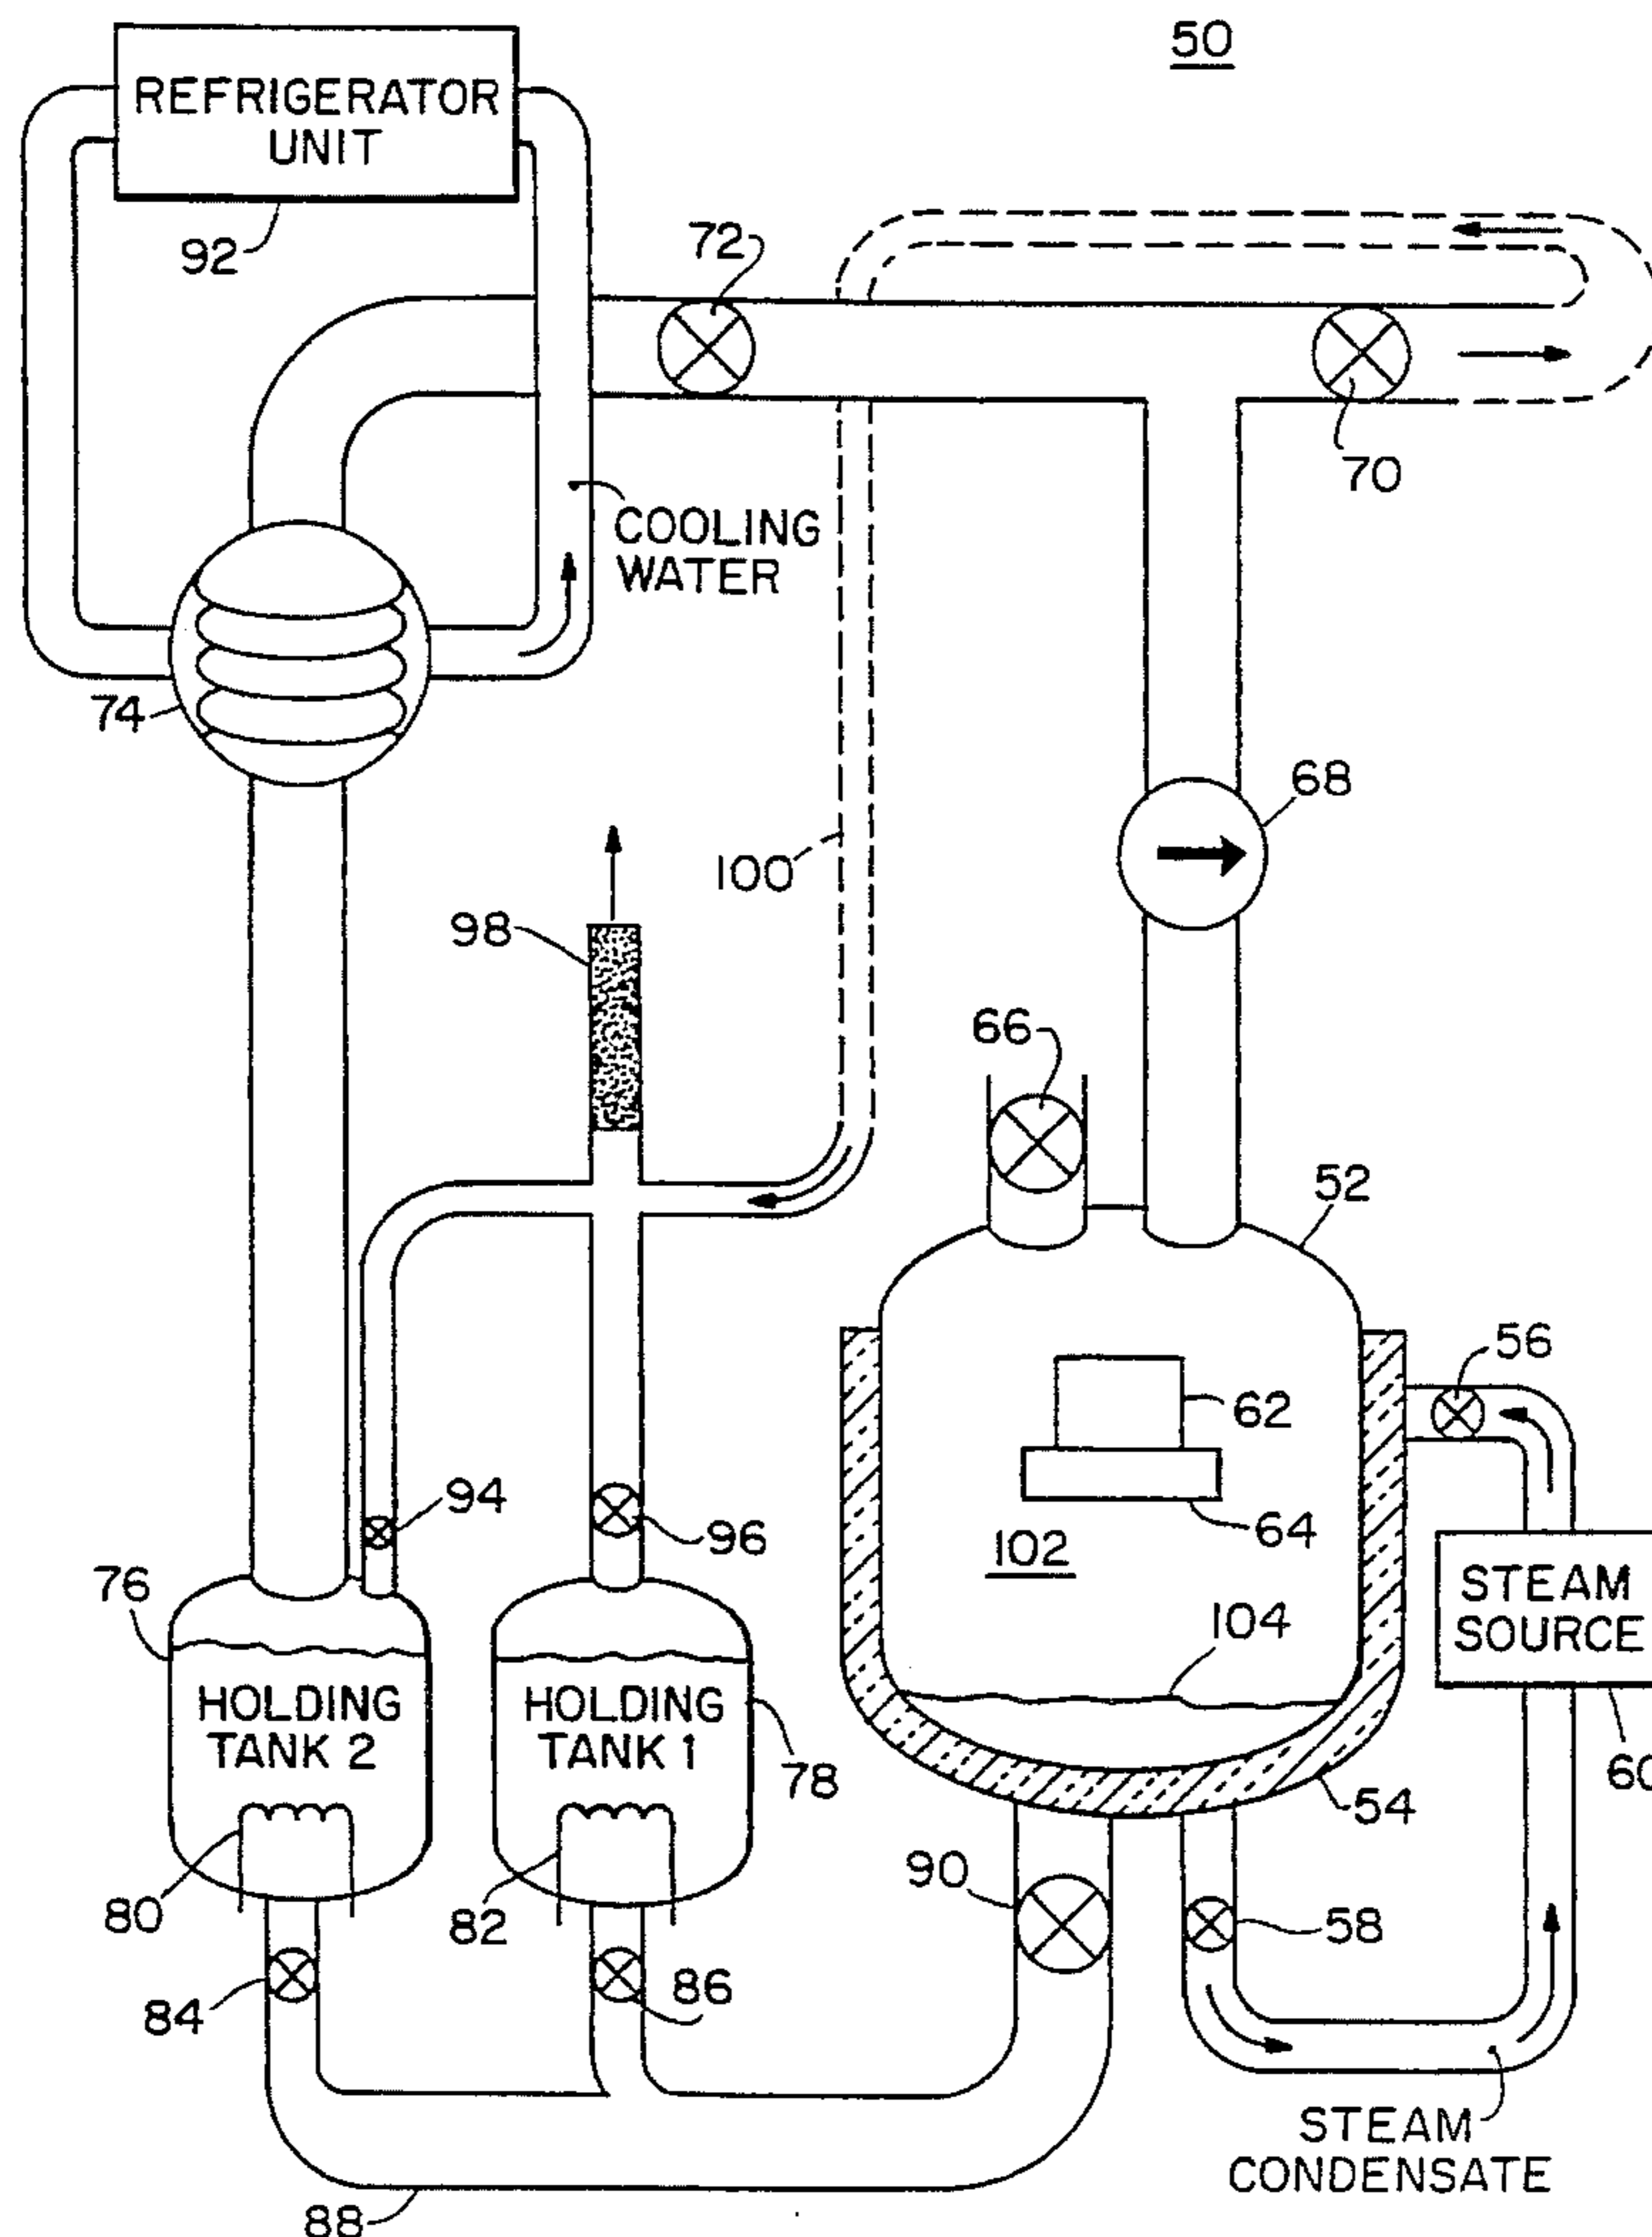 50
REFRIGERATOR
UNIT
92
72
70
COOLING
WATER
74
68
100
98
66
52
56
62
94
96
64
102
76
STEAM
SOURCE
104
HOLDING
TANK 2
HOLDING
TANK 1
78
60
54
90
80
82
58
84
86
STEAM
CONDENSATE
88